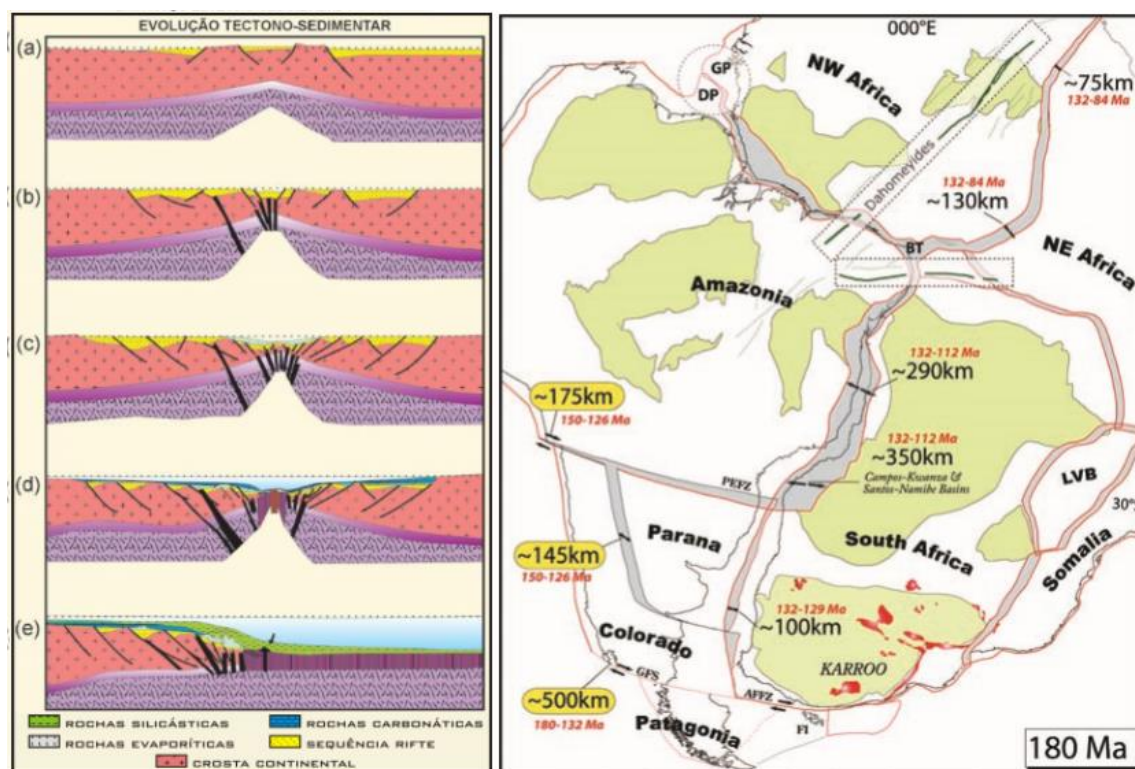 EVOLUÇÃO TECTONO-SEDIMENTAR
(a)
(b)
(c)
(d)
(e)
ROCHAS SILICÁSTICAS
ROCHAS CARBONÁTICAS
ROCHAS EVAPORÍTICAS
SEQUÊNCIA RIFTE
CROSTA CONTINENTAL
000°E
GP
DP
NW Africa
~75km
132-84 Ma
Dahomeyides
132-84 Ma
~130km
BT
NE Africa
Amazonia
132-112 Ma
~290km
~175km
150-126 Ma
132-112 Ma
~350km
Campos-Kwanza &
Santos-Namibe Basins
PEFZ
LVB
30°
Parana
South Africa
Somalia
~145km
150-126 Ma
132-129 Ma
~100km
Colorado
KARROO
GFS
~500km
180-132 Ma
AFFZ
FI
Patagonia
180 Ma